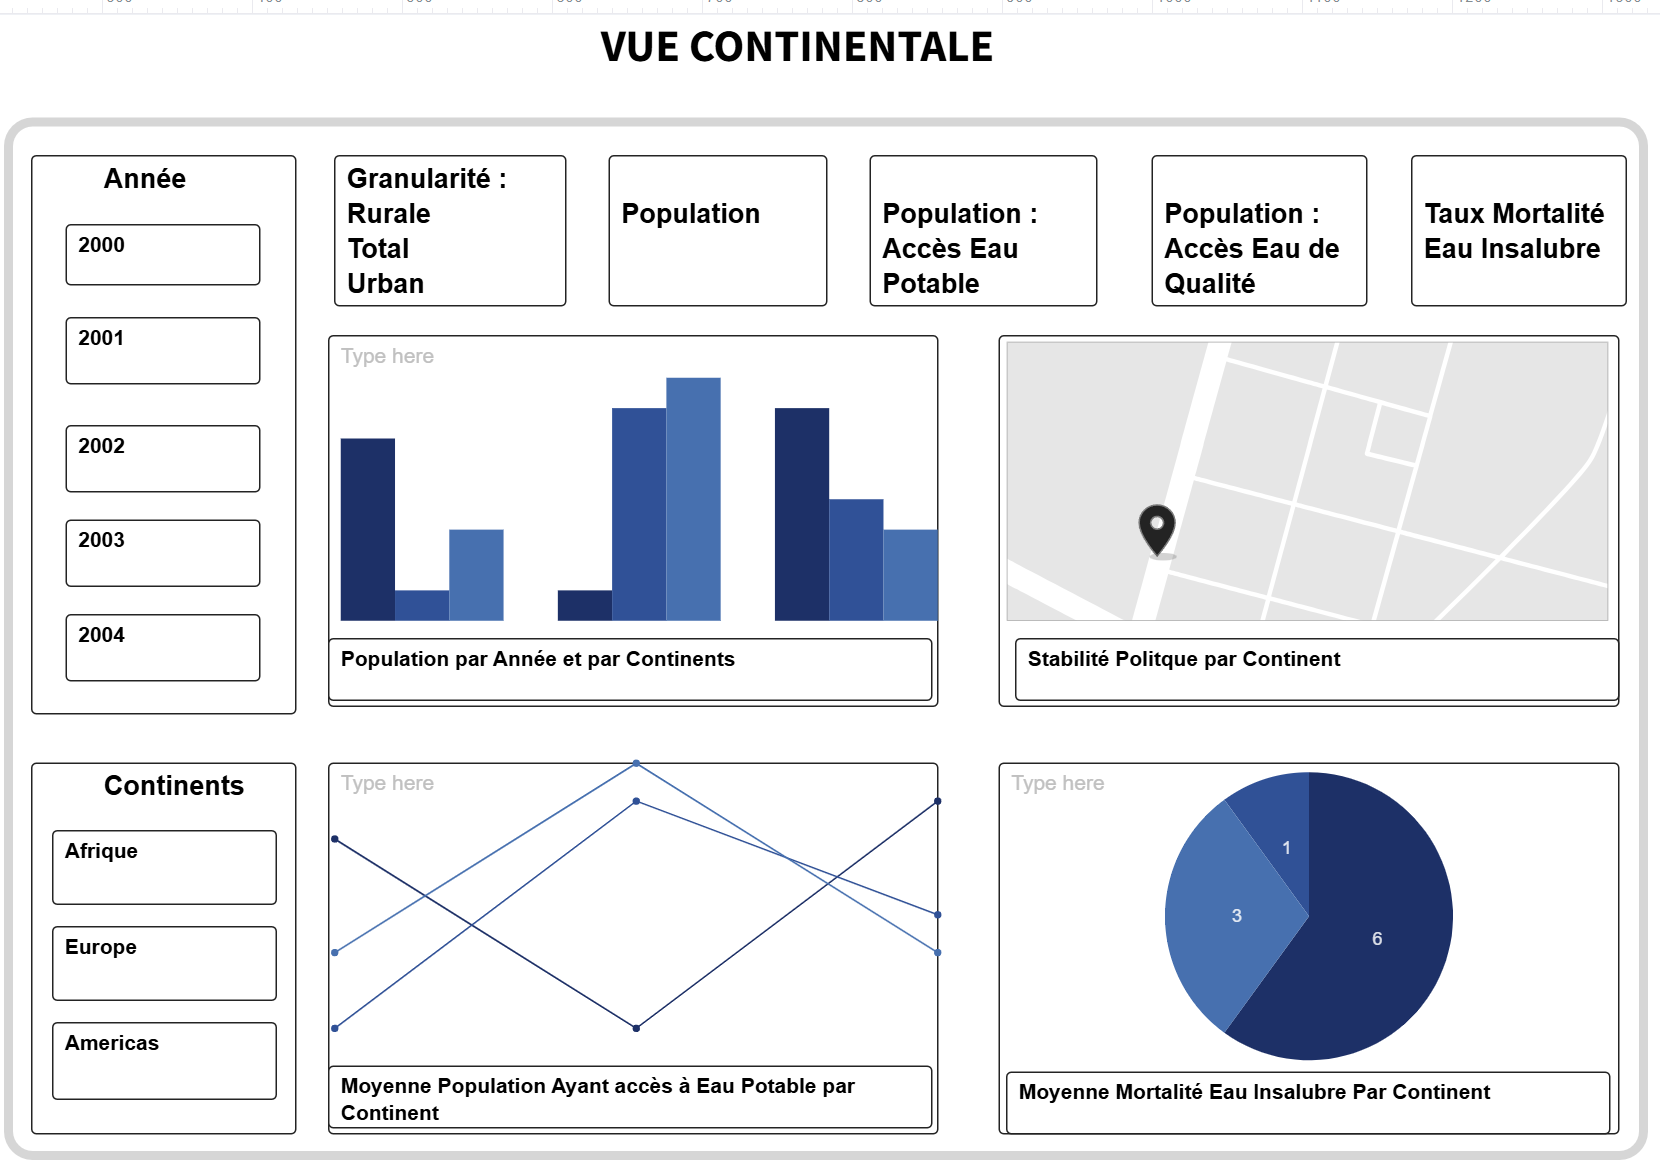 VUE CONTINENTALE
Année
2000
2001
2002
2003
2004
Granularité :
Rurale
Total
Urban
Population
Population :
Accès Eau
Potable
Population :
Accès Eau de
Qualité
Taux Mortalité
Eau Insalubre
Type here
Population par Année et par Continents
Stabilité Politque par Continent
Continents
Afrique
Europe
Americas
Type here
Moyenne Population Ayant accès à Eau Potable par
Continent
Type here
1
3
6
Moyenne Mortalité Eau Insalubre Par Continent